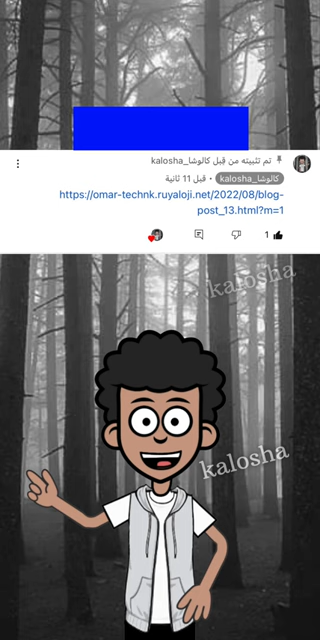 تم تثبيته من قبل كالوشا_kalosha
كالوشا_kalosha • قبل 11 ثانية
https://omar-technk.ruyaloji.net/2022/08/blog-
post_13.html?m=1
1
kalosha
kalosha